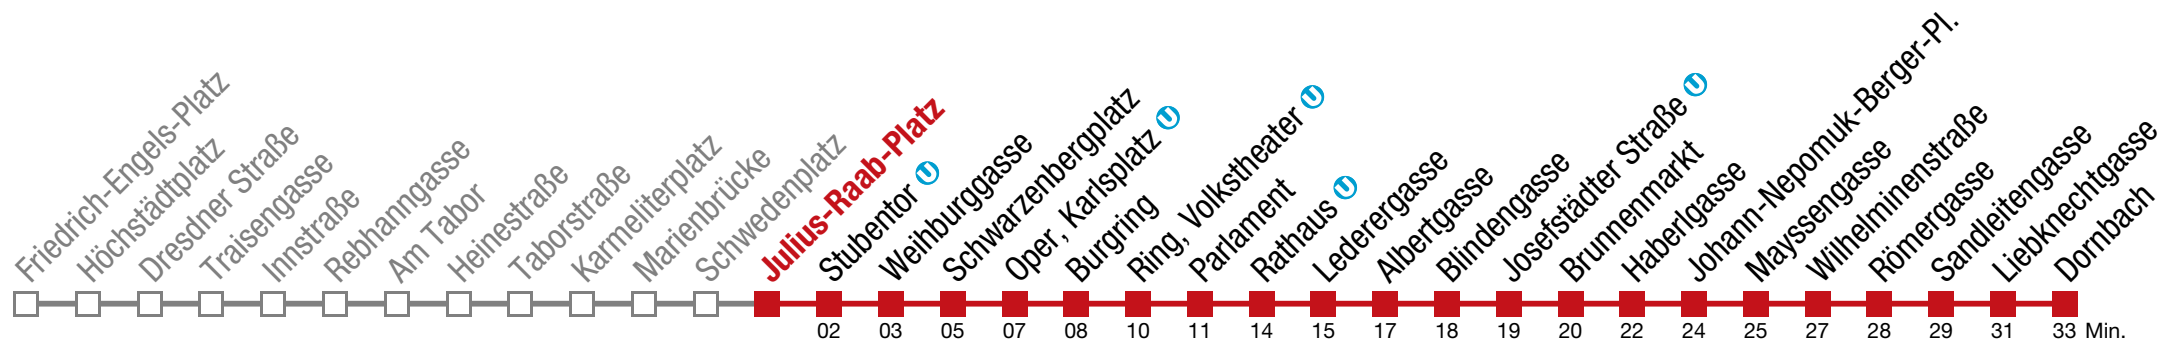 Friedrich-Engels-Platz
Höchstädtplatz
Dresdner Straße
Traisengasse
Innstraße
Rebhanngasse
Am Tabor
Heinestraße
Taborstraße
Karmeliterplatz
Marienbrücke
Schwedenplatz
Julius-Raab-Platz
Stubentor U
Weihburggasse
Schwarzenbergplatz
Oper, Karlsplatz U
Burgring
Ring, Volkstheater U
Parlament
Rathaus U
Lederergasse
Albertgasse
Blindengasse
Josefstädter Straße U
Brunnenmarkt
Haberlgasse
Johann-Nepomuk-Berger-Pl.
Mayssengasse
Wilhelminenstraße
Römergasse
Sandleitengasse
Liebknechtgasse
Dornbach
02 03 05 07 08 10 11 14 15 17 18 19 20 22 24 25 27 28 29 31 33 Min.